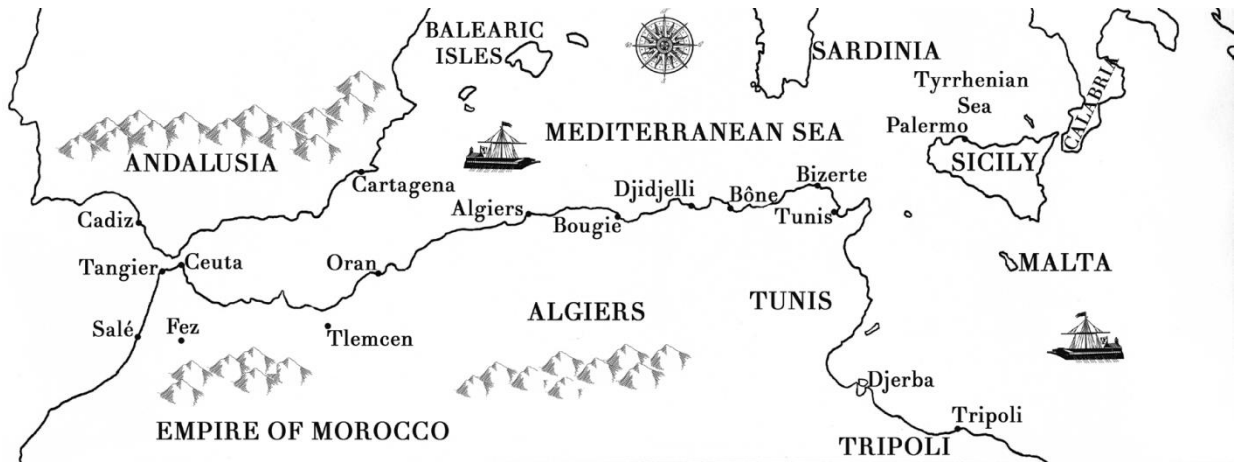 BALEARIC
ISLES
SARDINIA
Tyrrhenian
Sea
CALABRIA
Palermo
SICILY
MEDITERRANEAN SEA
ANDALUSIA
Cartagena
Cadiz
Tangier
Ceuta
Oran
Algiers
Bougie
Djidjelli
Bône
Bizerte
Tunis
MALTA
Salé
Fez
Tlemcen
ALGIERS
TUNIS
Djerba
Tripoli
TRIPOLI
EMPIRE OF MOROCCO